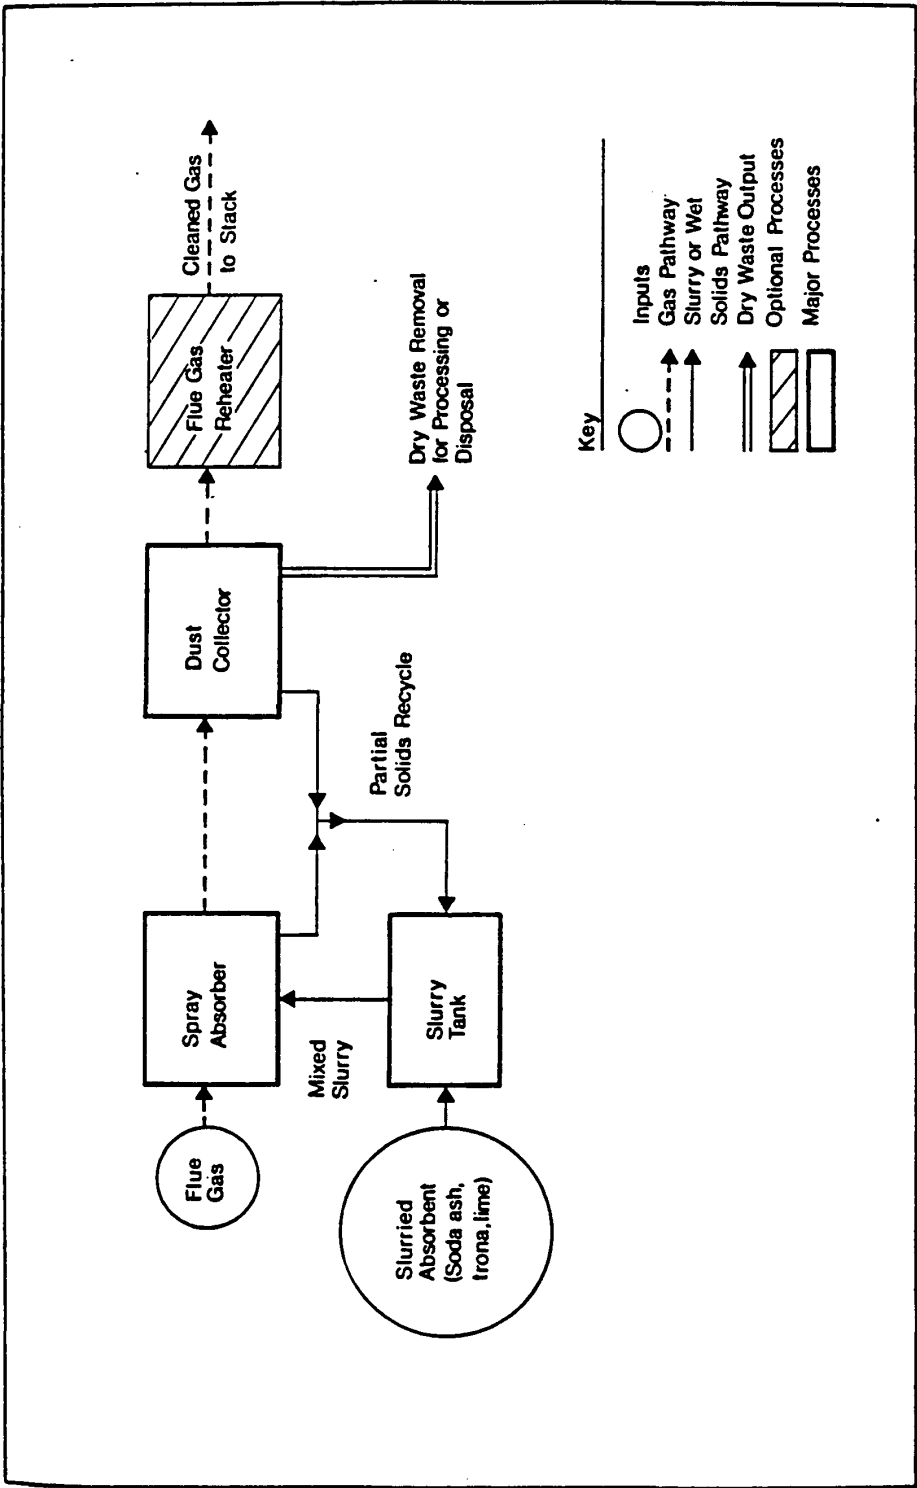 Flue
Gas
Spray
Absorber
Dust
Collector
Flue Gas
Reheater
Cleaned Gas
to Stack
Mixed
Slurry
Partial
Solids Recycle
Dry Waste Removal
for Processing or
Disposal
Slurried
Absorbent
(Soda ash,
trona, lime)
Slurry
Tank
Key
Inputs
Gas Pathway
Slurry or Wet
Solids Pathway
Dry Waste Output
Optional Processes
Major Processes